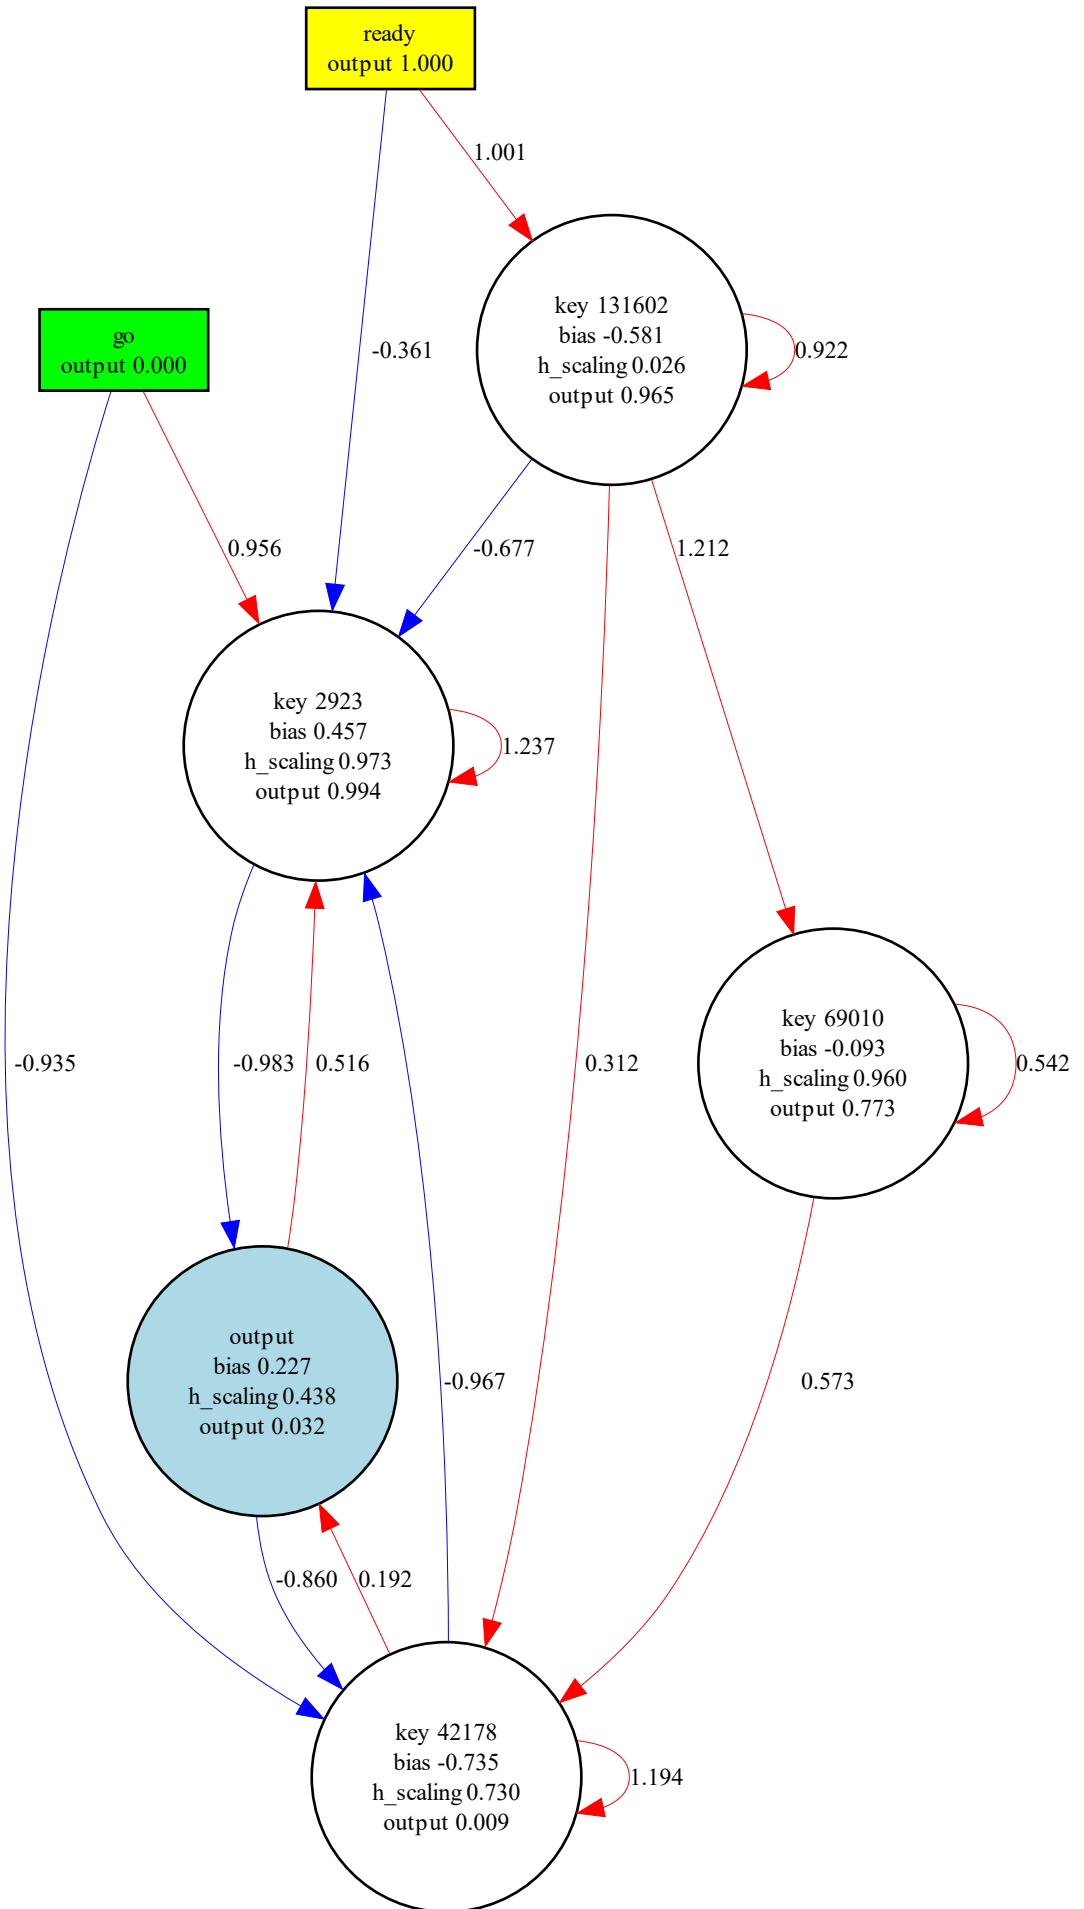 ready
output 1.000
1.001
key 131602
bias -0.581
h_scaling 0.026
output 0.965
0.922
go
output 0.000
-0.361
0.956
-0.677
1.212
key 2923
bias 0.457
h_scaling 0.973
output 0.994
1.237
key 69010
bias -0.093
h_scaling 0.960
output 0.773
0.542
-0.935
-0.983
0.516
0.312
output
bias 0.227
h_scaling 0.438
output 0.032
-0.967
0.573
-0.860
0.192
key 42178
bias -0.735
h_scaling 0.730
output 0.009
1.194